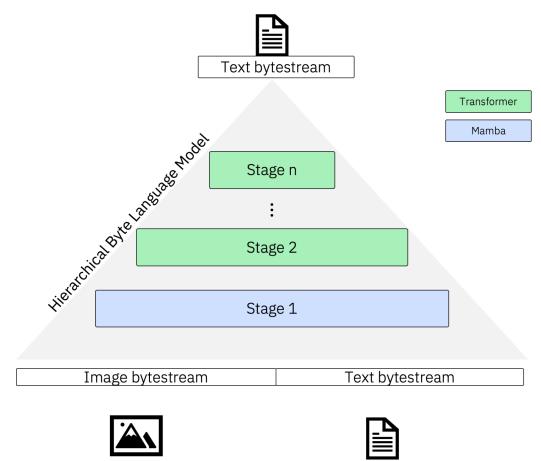 Text bytestream
Transformer
Mamba
Hierarchical Byte Language Model
Stage n
Stage 2
Stage 1
Image bytestream
Text bytestream